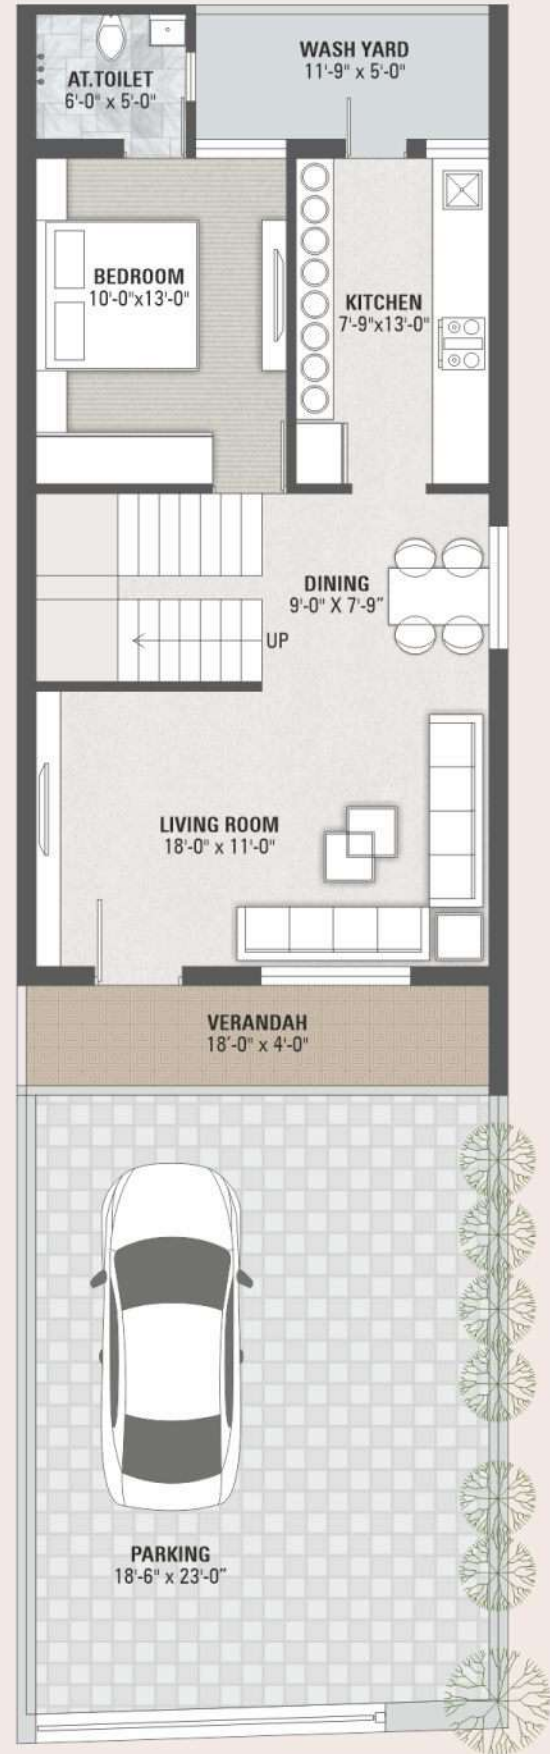 WASH YARD
11'-9" x 5'-0"
AT.TOILET
6'-0" x 5'-0"
BEDROOM
10'-0"x13'-0"
KITCHEN
7'-9"x13'-0"
DINING
9'-0" X 7'-9"
UP
LIVING ROOM
18'-0" x 11'-0"
VERANDAH
18'-0" x 4'-0"
PARKING
18'-6" x 23'-0"